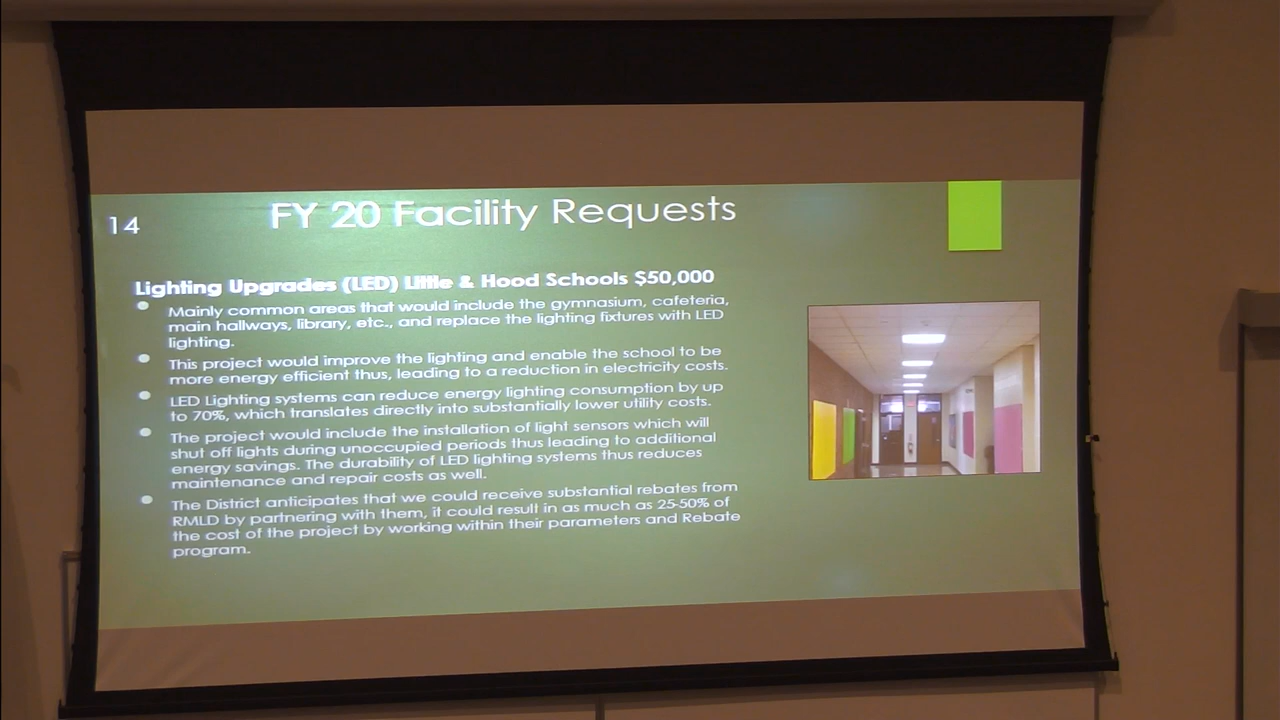 14
FY 20 Facility Requests
Lighting Upgrades (LED) Little & Hood Schools $50,000
Mainly common areas that would include the gymnasium, cafeteria,
main hallways, library, etc., and replace the lighting fixtures with LED
lighting.
This project would improve the lighting and enable the school to be
more energy efficient thus, leading to a reduction in electricity costs.
LED Lighting systems can reduce energy lighting consumption by up
to 70%, which translates directly into substantially lower utility costs.
The project would include the installation of light sensors which will
shut off lights during unoccupied periods thus leading to additional
energy savings. The durability of LED lighting systems thus reduces
maintenance and repair costs as well.
The District anticipates that we could receive substantial rebates from
RMLD by partnering with them, it could result in as much as 25-50% of
the cost of the project by working within their parameters and Rebate
program.